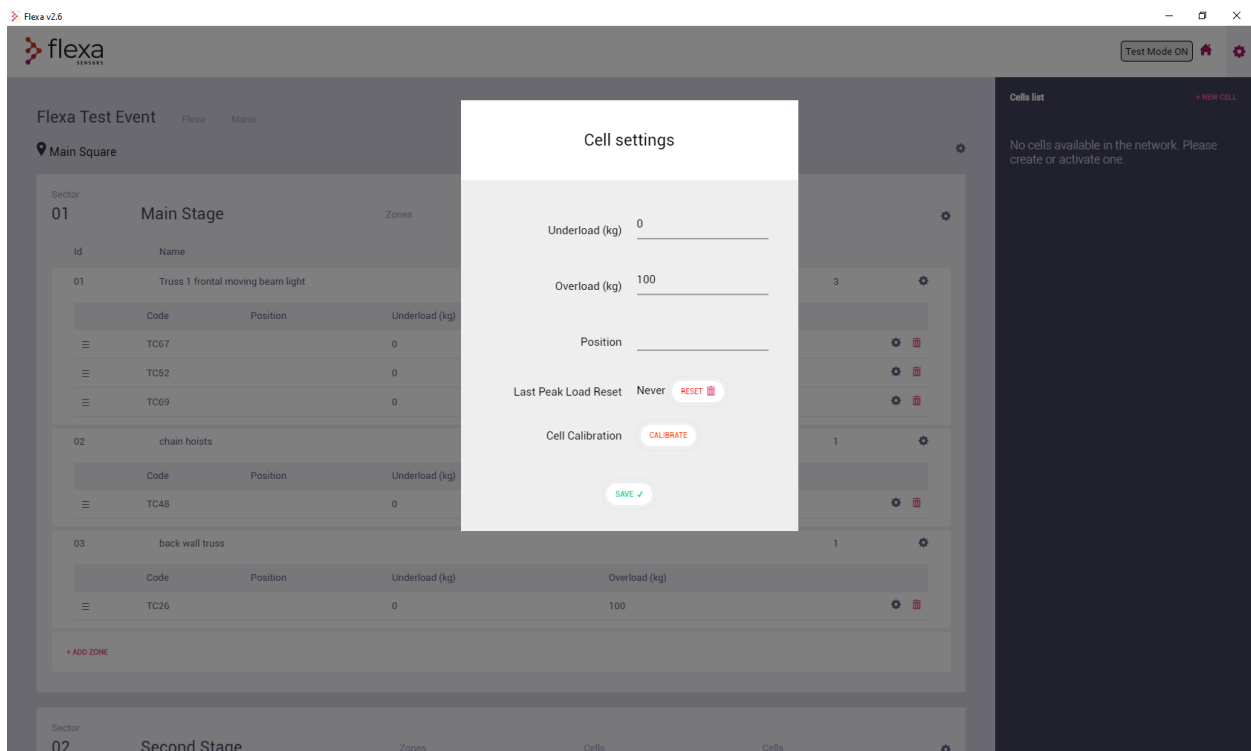 Flexa v2.6
flexa
SENSORS
Test Mode ON
Flexa Test Event Flexa Mario
Main Square
Sector
01 Main Stage Zones
Id Name
01 Truss 1 frontal moving beam light 3
Code Position Underload (kg)
TC67 0
TC52 0
TC69 0
02 chain hoists 1
Code Position Underload (kg)
TC48 0
03 back wall truss 1
Code Position Underload (kg) Overload (kg)
TC26 0 100
+ ADD ZONE
Sector
02 Second Stage Zones Cells Cells
Cell settings
Underload (kg) 0
Overload (kg) 100
Position
Last Peak Load Reset Never RESET
Cell Calibration CALIBRATE
SAVE ✓
Cells list + NEW CELL
No cells available in the network. Please
create or activate one.